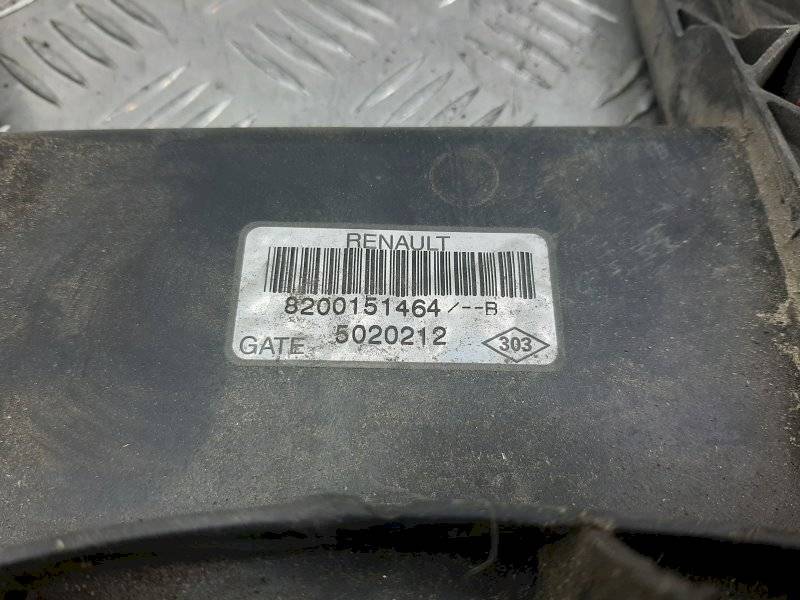 RENAULT
8200151464/--B
5020212
GATE 303